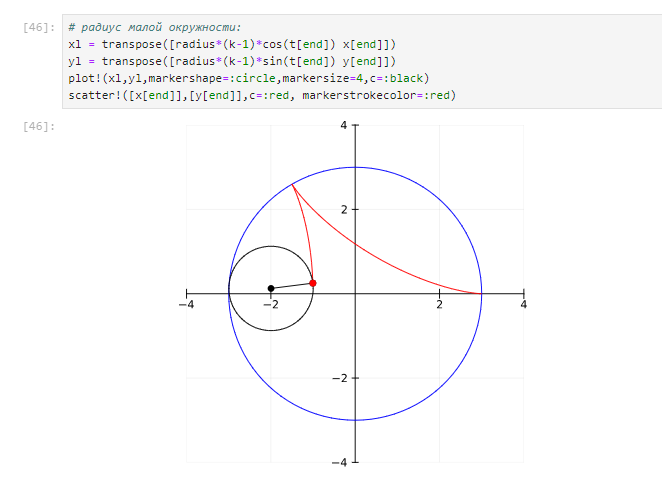 [46]: # радиус малой окружности:
xl = transpose([radius*(k-1)*cos(t[end]) x[end]])
yl = transpose([radius*(k-1)*sin(t[end]) y[end]])
plot!(xl,yl,markershape=:circle,markersize=4,c=:black)
scatter!([x[end]],[y[end]],c=:red, markerstrokecolor=:red)
[46]:
4
2
−4 −2 2 4
−2
−4